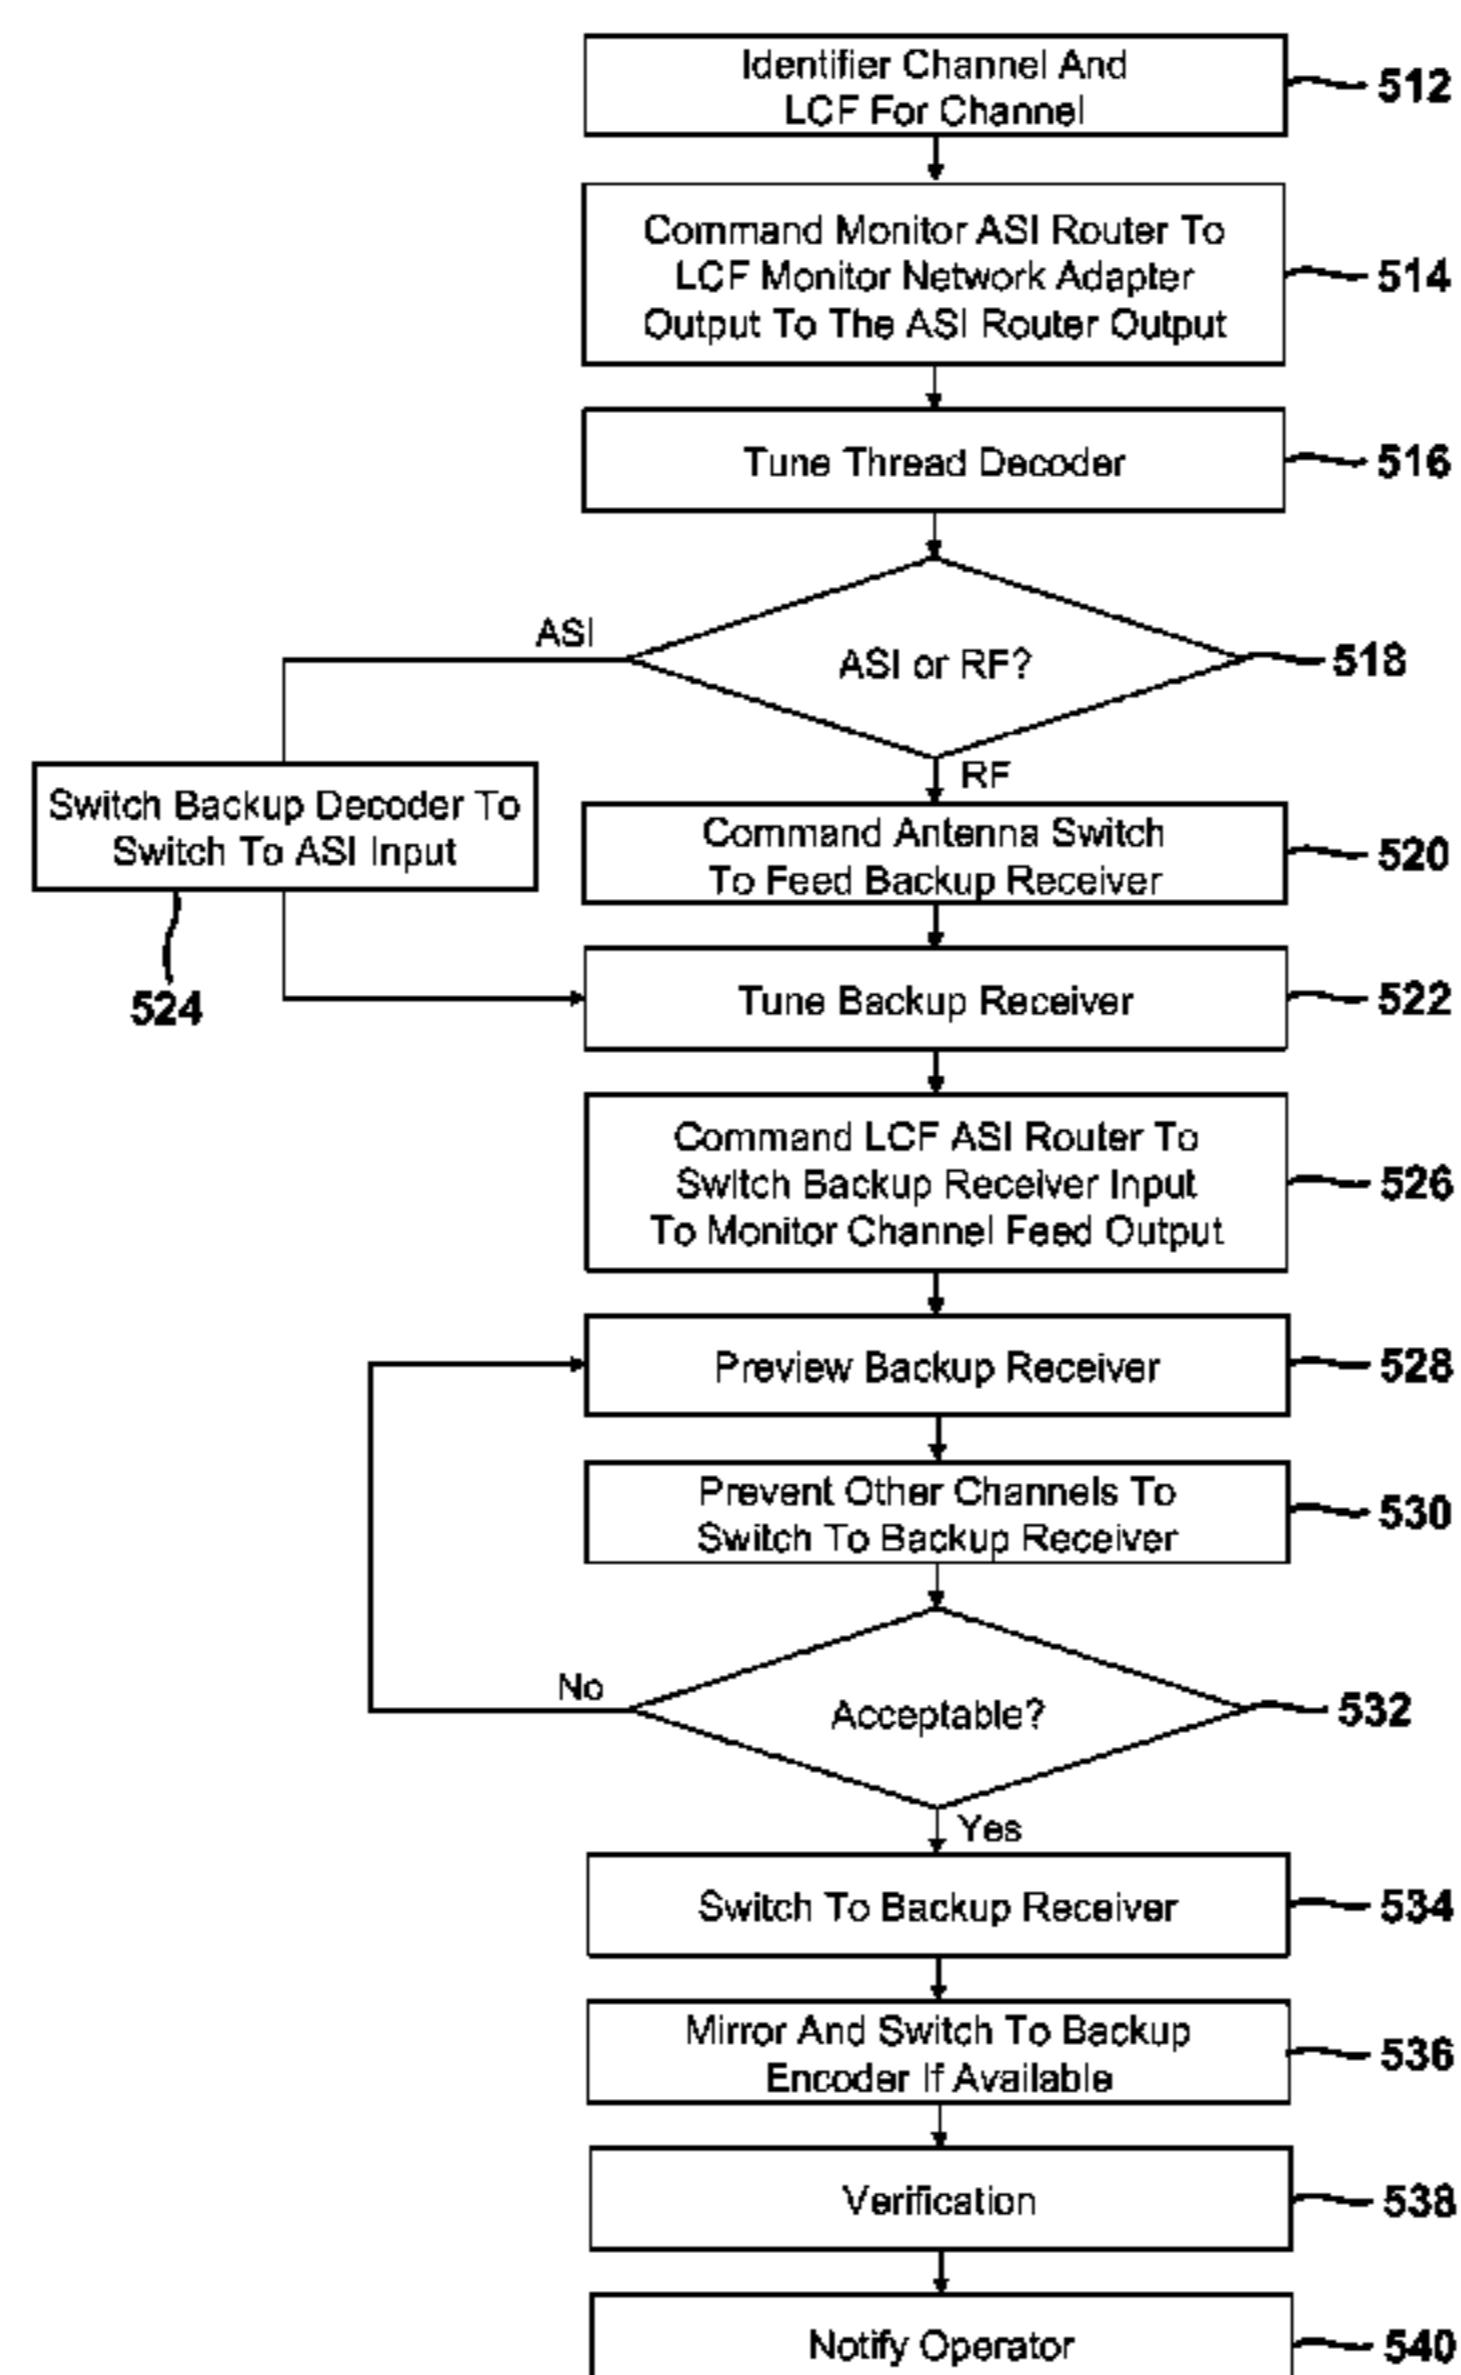 Identifier Channel And
LCF For Channel
512
Command Monitor ASI Router To
LCF Monitor Network Adapter
Output To The ASI Router Output
514
Tune Thread Decoder
516
ASI
ASI or RF?
518
RF
Switch Backup Decoder To
Switch To ASI Input
524
Command Antenna Switch
To Feed Backup Receiver
520
Tune Backup Receiver
522
Command LCF ASI Router To
Switch Backup Receiver Input
To Monitor Channel Feed Output
526
Preview Backup Receiver
528
Prevent Other Channels To
Switch To Backup Receiver
530
No
Acceptable?
532
Yes
Switch To Backup Receiver
534
Mirror And Switch To Backup
Encoder If Available
536
Verification
538
Notify Operator
540